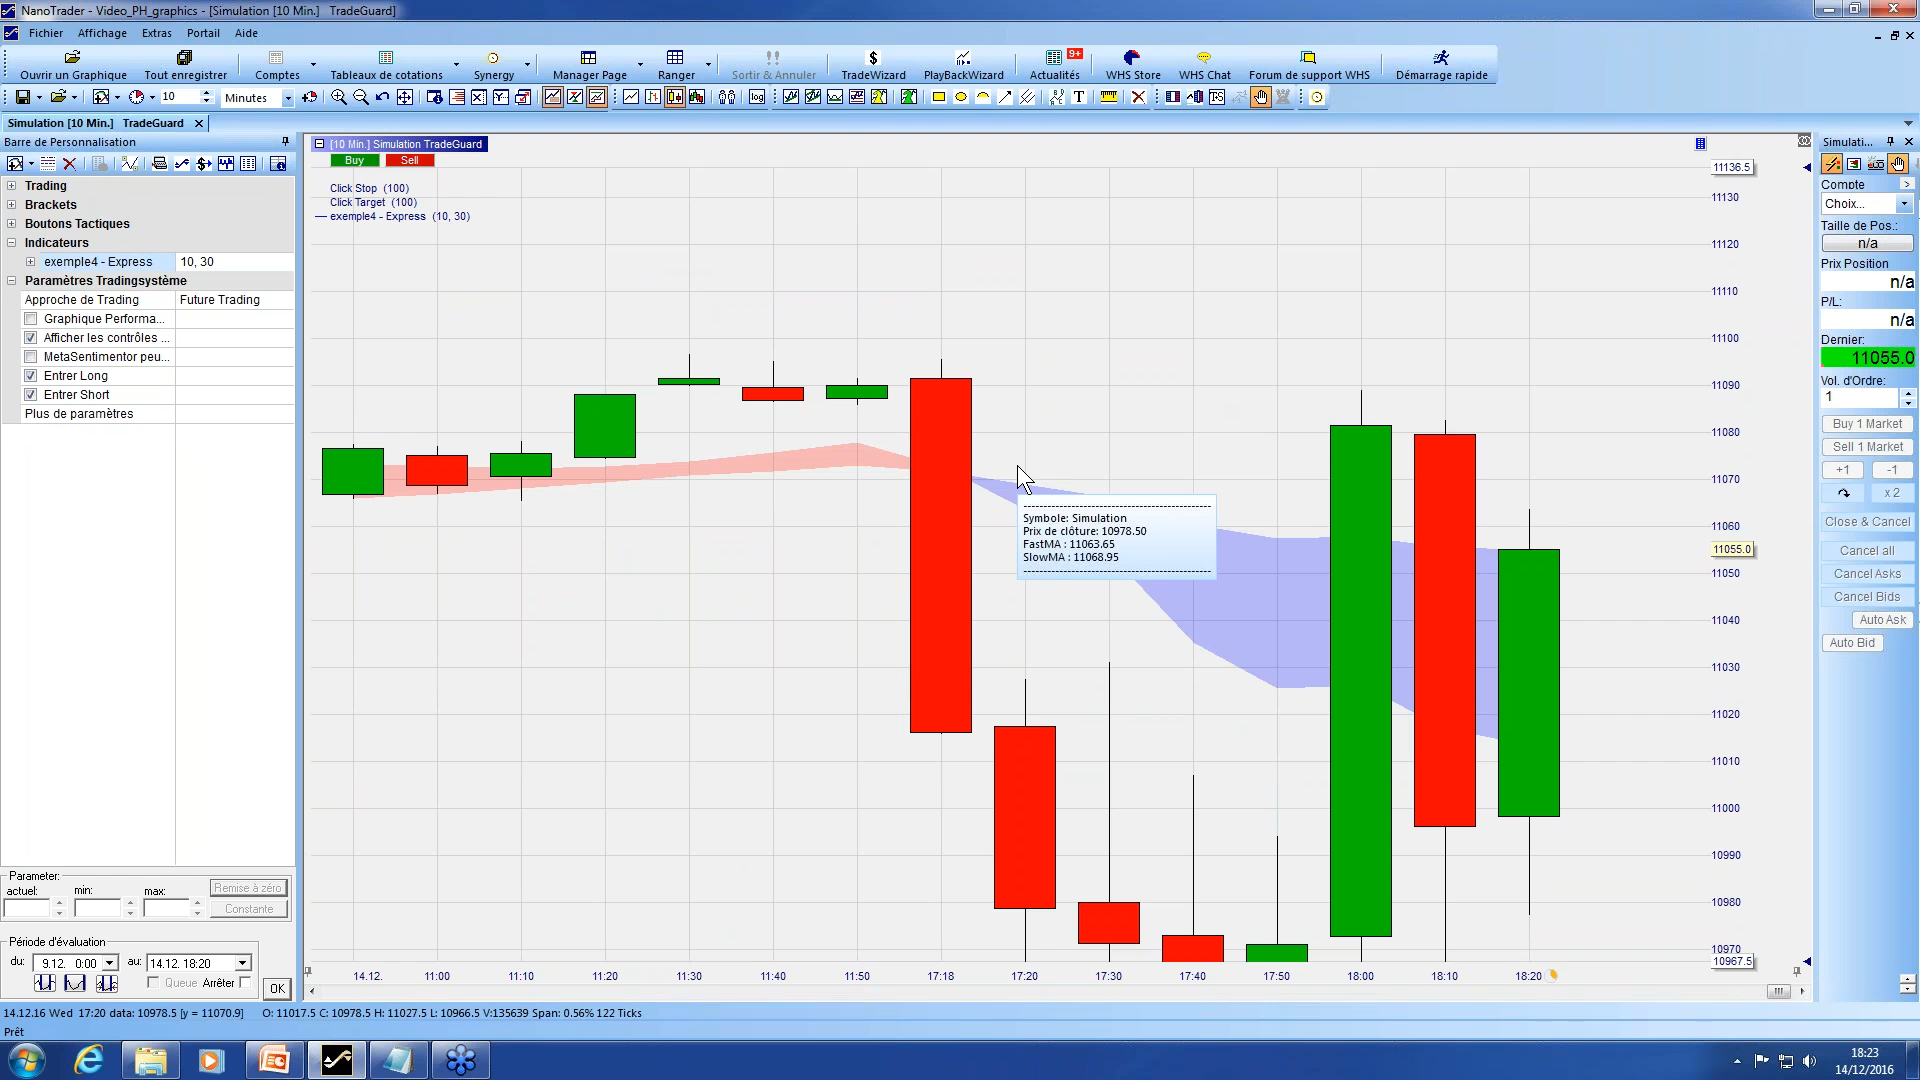 NanoTrader - Video_PH_graphics - [Simulation [10 Min.]   TradeGuard]
Fichier Affichage Extras Portail Aide
Ouvrir un Graphique Tout enregistrer Comptes Tableaux de cotations Synergy Manager Page Ranger Sortir & Annuler TradeWizard PlayBackWizard Actualités 9+ WHS Store WHS Chat Forum de support WHS Démarrage rapide
10 Minutes log T
Simulation [10 Min.]   TradeGuard
Barre de Personnalisation
Trading
Brackets
Boutons Tactiques
Indicateurs
exemple4 - Express 10, 30
Paramètres Tradingsystème
Approche de Trading Future Trading
Graphique Performa...
Afficher les contrôles ...
MetaSentimentor peu...
Entrer Long
Entrer Short
Plus de paramètres
Parameter:
actuel: min: max: Remise à zéro
Constante
Période d'évaluation
du: 9.12. 0:00 au: 14.12. 18:20
Queue Arrêter OK
[10 Min.] Simulation TradeGuard
Buy Sell
Click Stop (100)
Click Target (100)
exemple4 - Express (10, 30)
Symbole: Simulation
Prix de clôture: 10978.50
FastMA : 11063.65
SlowMA : 11068.95
11136.5
11130
11120
11110
11100
11090
11080
11070
11060
11055.0
11050
11040
11030
11020
11010
11000
10990
10980
10970
10967.5
14.12. 11:00 11:10 11:20 11:30 11:40 11:50 17:18 17:20 17:30 17:40 17:50 18:00 18:10 18:20
Simulati...
Compte
Choix...
Taille de Pos.:
n/a
Prix Position
n/a
P/L:
n/a
Dernier:
11055.0
Vol. d'Ordre:
1
Buy 1 Market
Sell 1 Market
+1 -1
x 2
Close & Cancel
Cancel all
Cancel Asks
Cancel Bids
Auto Ask
Auto Bid
14.12.16 Wed 17:20 data: 10978.5 [y = 11070.9] O: 11017.5 C: 10978.5 H: 11027.5 L: 10966.5 V:135639 Span: 0.56% 122 Ticks
Prêt
18:23
14/12/2016